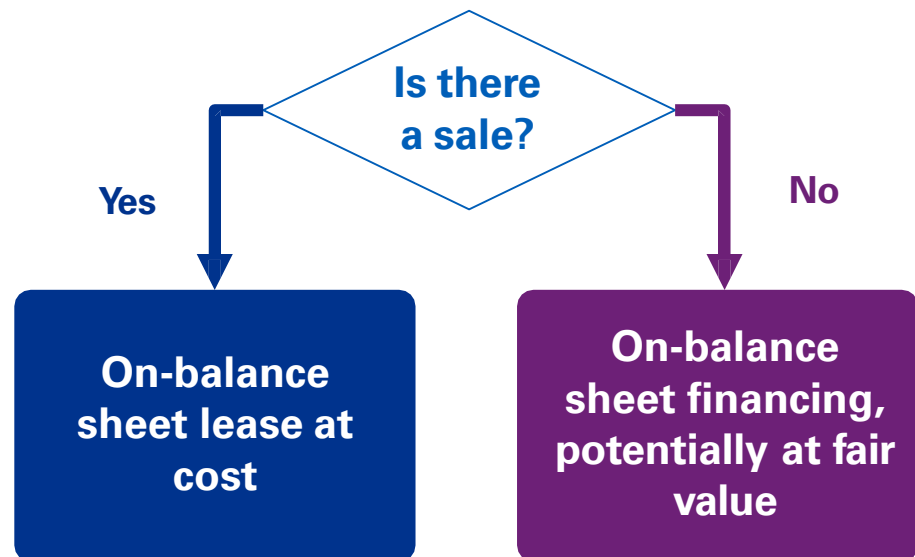 Is there
a sale?
Yes
No
On-balance
sheet lease at
cost
On-balance
sheet financing,
potentially at fair
value